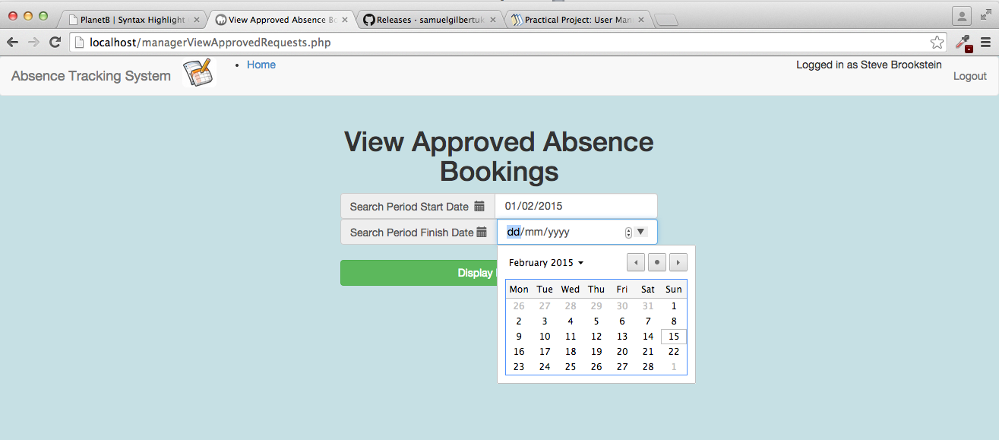 PlanetB | Syntax Highlight
View Approved Absence Bo
Releases · samuelgilbertuk
Practical Project: User Man
localhost/managerViewApprovedRequests.php
Absence Tracking System
Home
Logged in as Steve Brookstein
Logout
View Approved Absence
Bookings
Search Period Start Date 01/02/2015
Search Period Finish Date dd/mm/yyyy
Display
February 2015
Mon Tue Wed Thu Fri Sat Sun
26 27 28 29 30 31 1
2 3 4 5 6 7 8
9 10 11 12 13 14 15
16 17 18 19 20 21 22
23 24 25 26 27 28 1